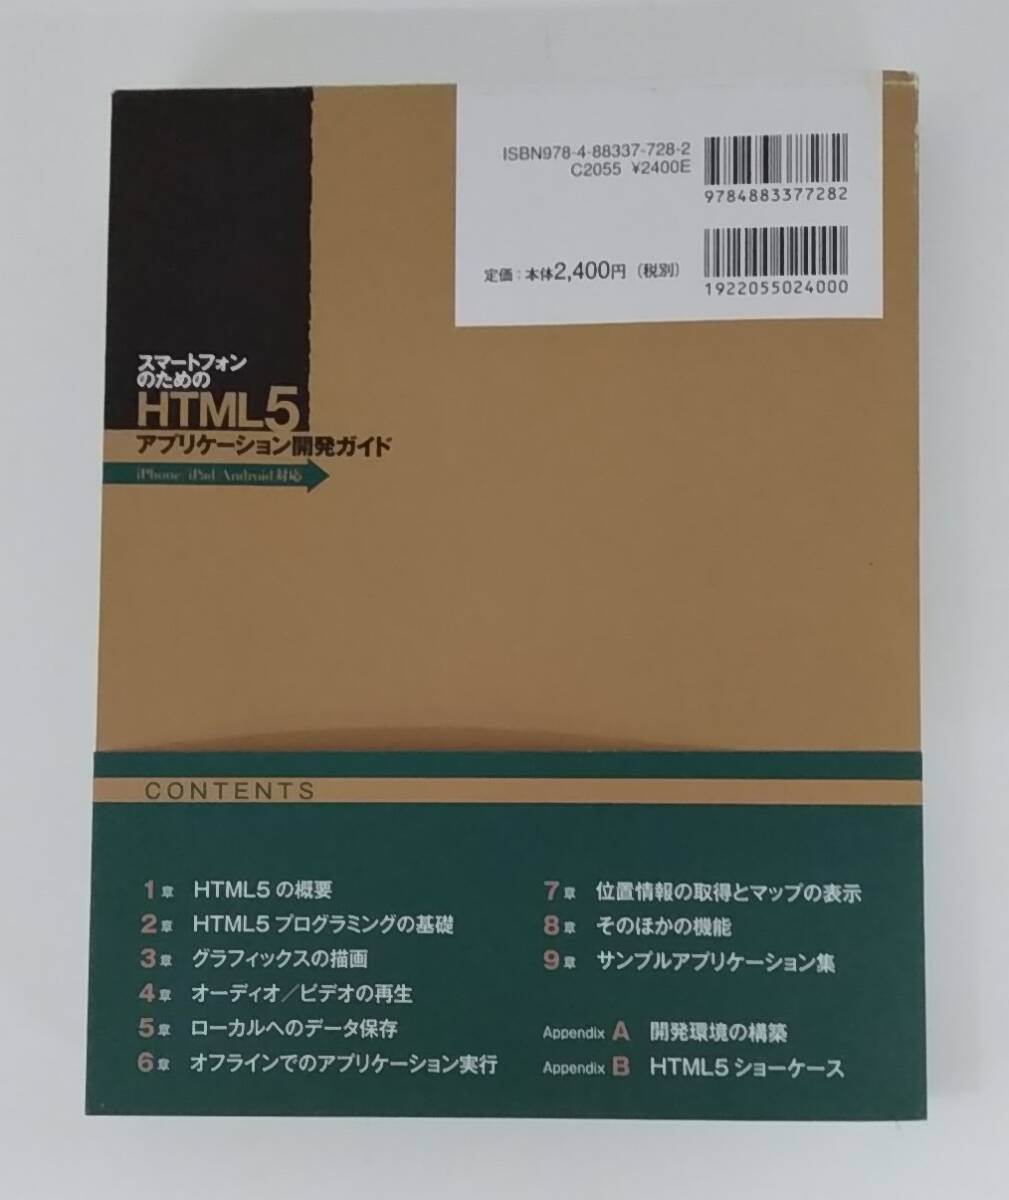 ISBN978-4-88337-728-2
C2055 ¥2400E
9784883377282
定価：本体2,400円（税別）
1922055024000
スマートフォン
のための
HTML5
アプリケーション開発ガイド
iPhone/iPad/Android対応
CONTENTS
1章 HTML5の概要
2章 HTML5プログラミングの基礎
3章 グラフィックスの描画
4章 オーディオ／ビデオの再生
5章 ローカルへのデータ保存
6章 オフラインでのアプリケーション実行
7章 位置情報の取得とマップの表示
8章 そのほかの機能
9章 サンプルアプリケーション集
Appendix A 開発環境の構築
Appendix B HTML5ショーケース